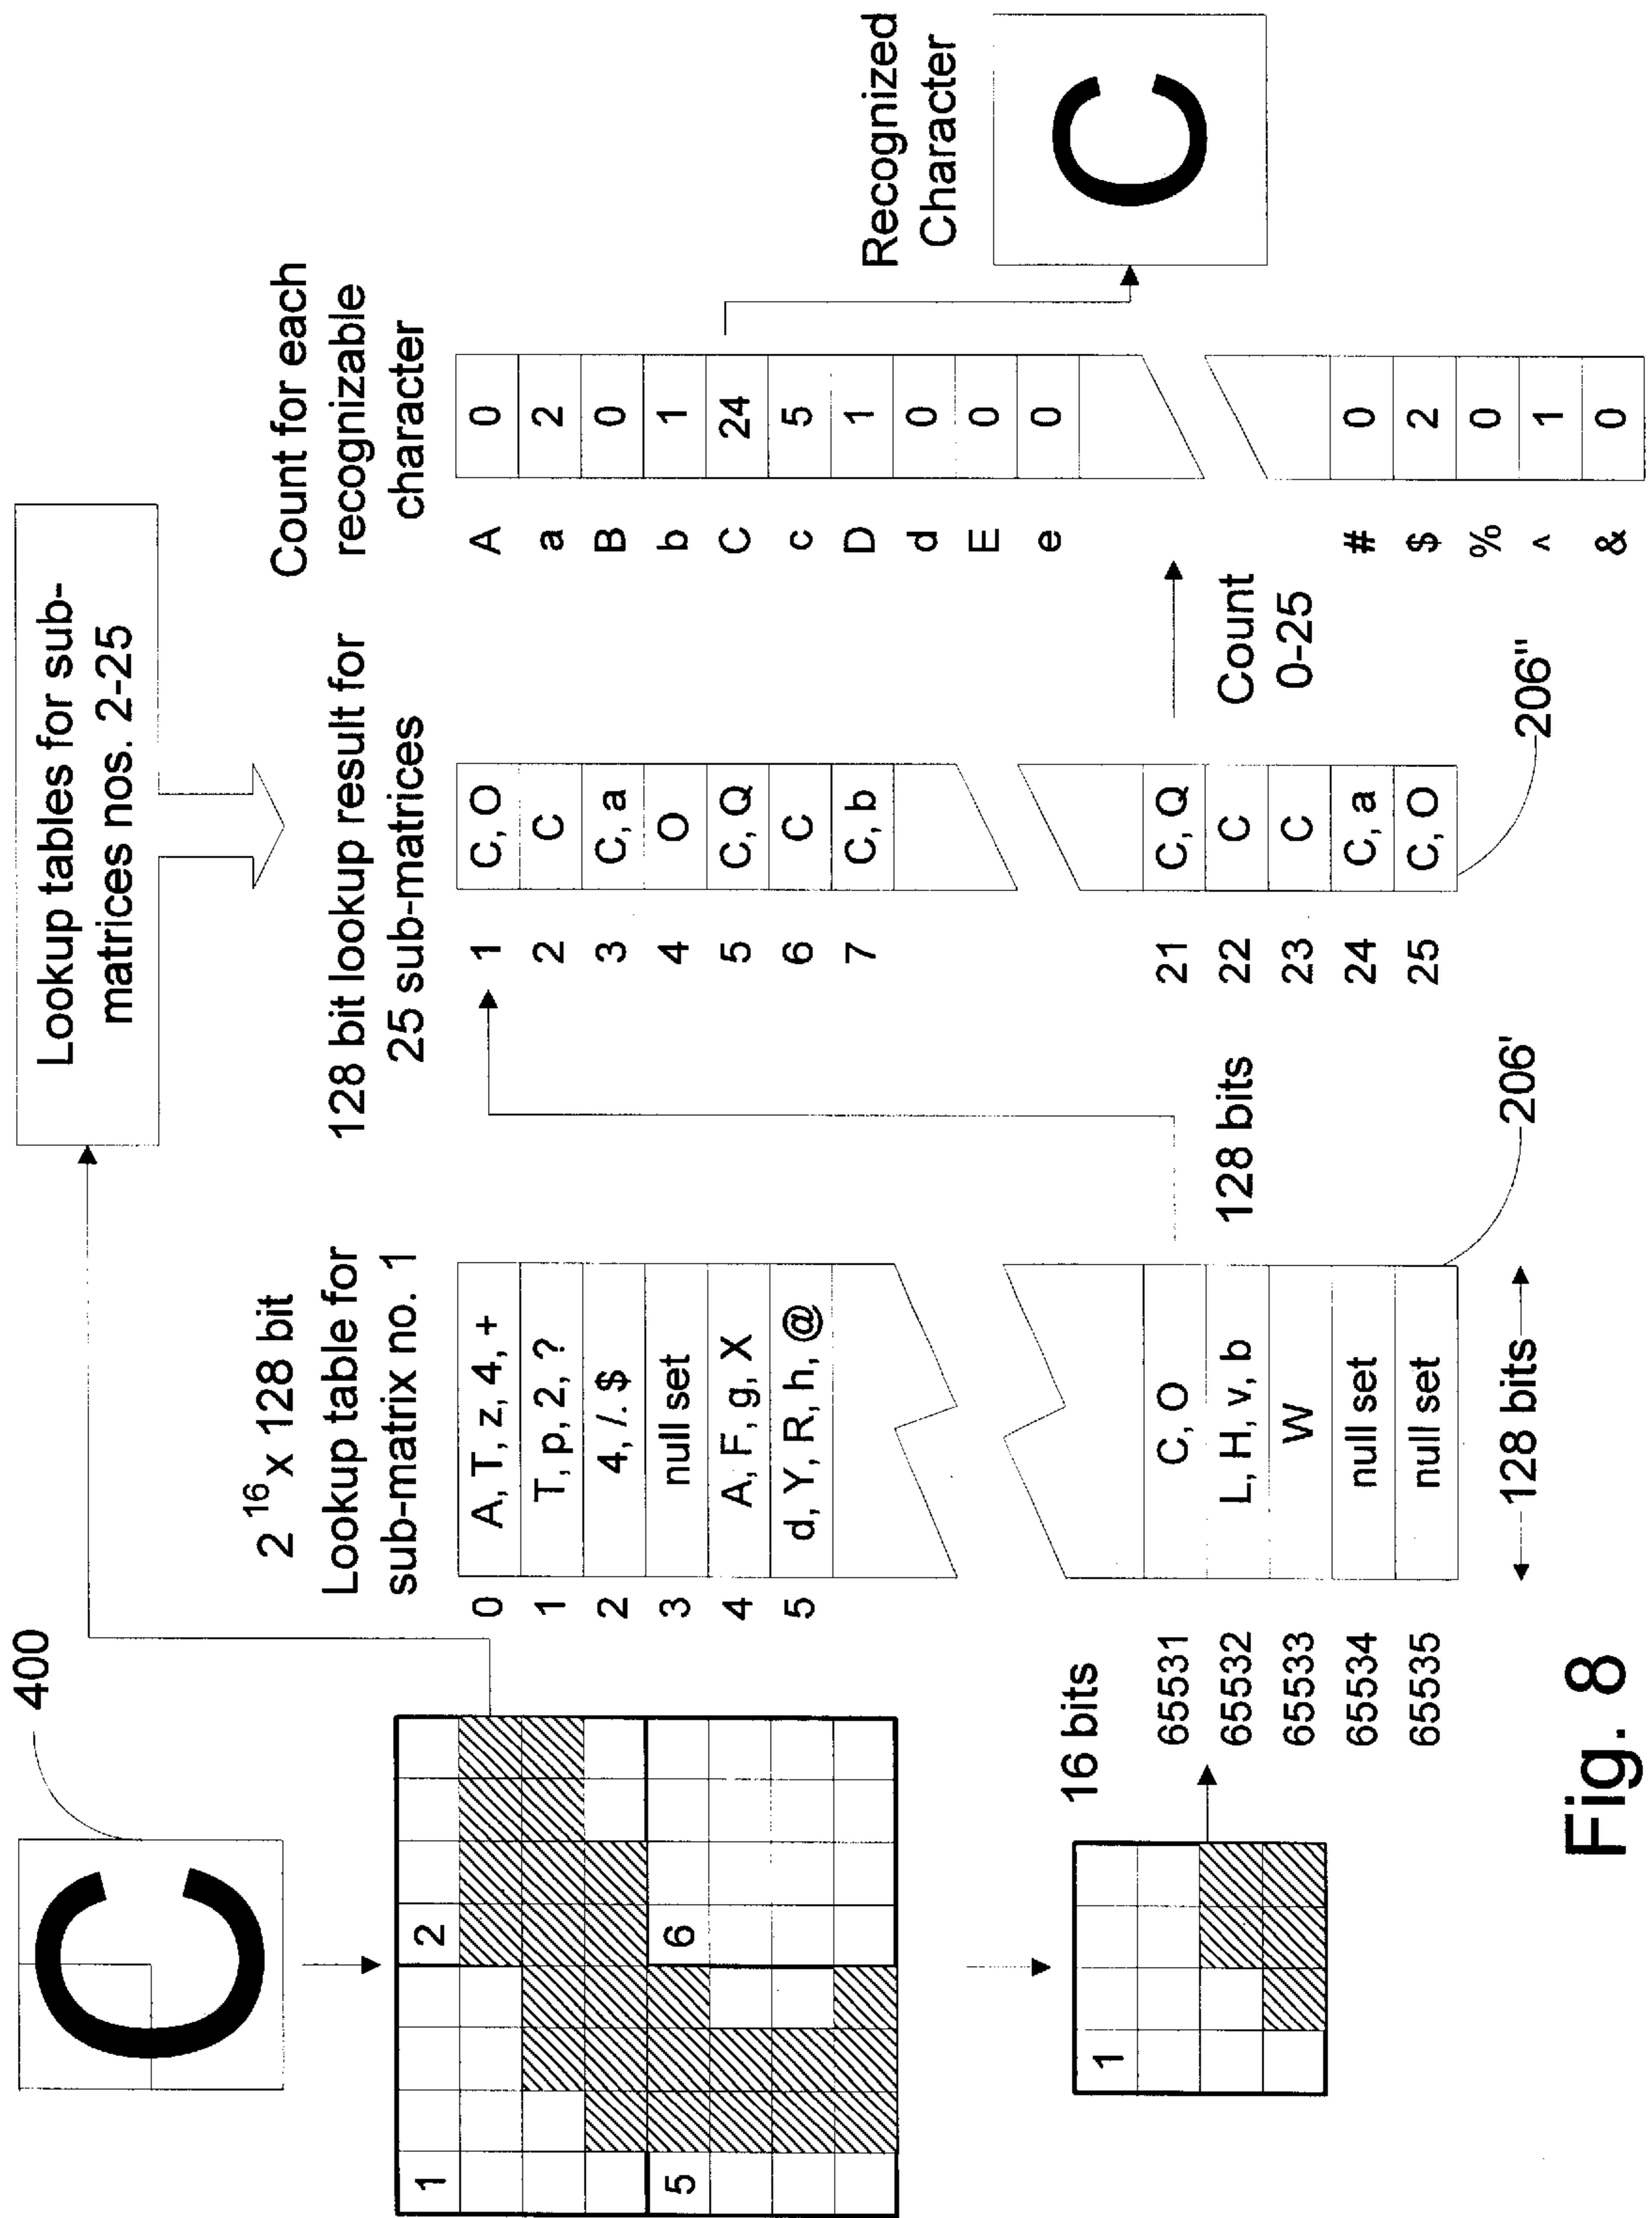 400
C
1
2
5
6
1
16 bits
2 16 x 128 bit
Lookup table for
sub-matrix no. 1
0 A, T, z, 4, +
1 T, p, 2, ?
2 4, /. $
3 null set
4 A, F, g, X
5 d, Y, R, h, @
65531 C, O
65532 L, H, v, b
65533 W
65534 null set
65535 null set
128 bits
206'
128 bits
Lookup tables for sub-
matrices nos. 2-25
128 bit lookup result for
25 sub-matrices
1 C, O
2 C
3 C, a
4 O
5 C, Q
6 C
7 C, b
21 C, Q
22 C
23 C
24 C, a
25 C, O
206"
Count
0-25
Count for each
recognizable
character
A 0
a 2
B 0
b 1
C 24
c 5
D 1
d 0
E 0
e 0
# 0
$ 2
% 0
^ 1
& 0
Recognized
Character
C
Fig. 8